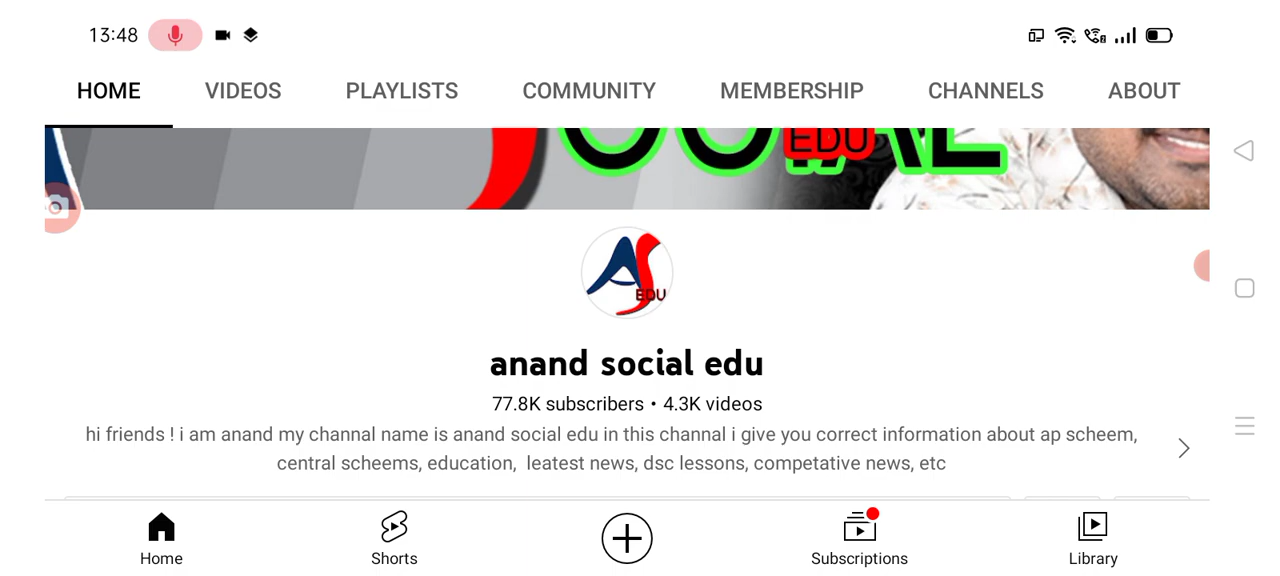 13:48
HOME VIDEOS PLAYLISTS COMMUNITY MEMBERSHIP CHANNELS ABOUT
SOCIAL
EDU
AS
EDU
anand social edu
77.8K subscribers • 4.3K videos
hi friends ! i am anand my channal name is anand social edu in this channal i give you correct information about ap scheem,
central scheems, education, leatest news, dsc lessons, competative news, etc
Home Shorts Subscriptions Library